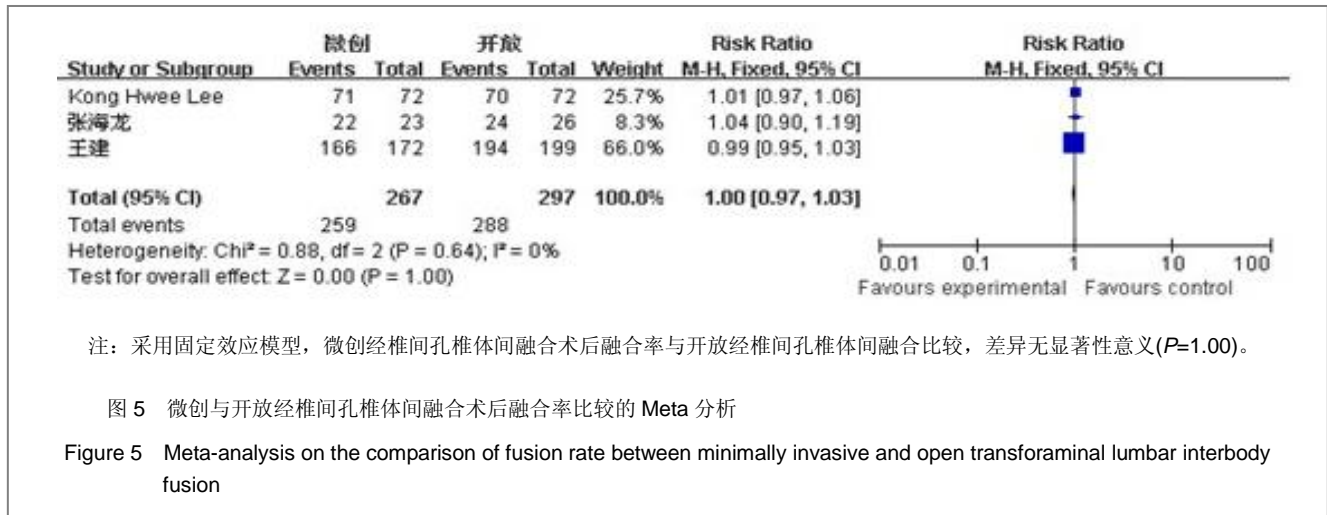 微创 开放 Risk Ratio Risk Ratio
Study or Subgroup Events Total Events Total Weight M-H, Fixed, 95% CI M-H, Fixed, 95% CI
Kong Hwee Lee 71 72 70 72 25.7% 1.01 [0.97, 1.06]
张海龙 22 23 24 26 8.3% 1.04 [0.90, 1.19]
王建 166 172 194 199 66.0% 0.99 [0.95, 1.03]
Total (95% CI) 267 297 100.0% 1.00 [0.97, 1.03]
Total events 259 288
Heterogeneity: Chi² = 0.88, df = 2 (P = 0.64); I² = 0%
Test for overall effect: Z = 0.00 (P = 1.00)
0.01 0.1 1 10 100
Favours experimental Favours control
注：采用固定效应模型，微创经椎间孔椎体间融合术后融合率与开放经椎间孔椎体间融合比较，差异无显著性意义(P=1.00)。
图 5 微创与开放经椎间孔椎体间融合术后融合率比较的 Meta 分析
Figure 5 Meta-analysis on the comparison of fusion rate between minimally invasive and open transforaminal lumbar interbody
fusion